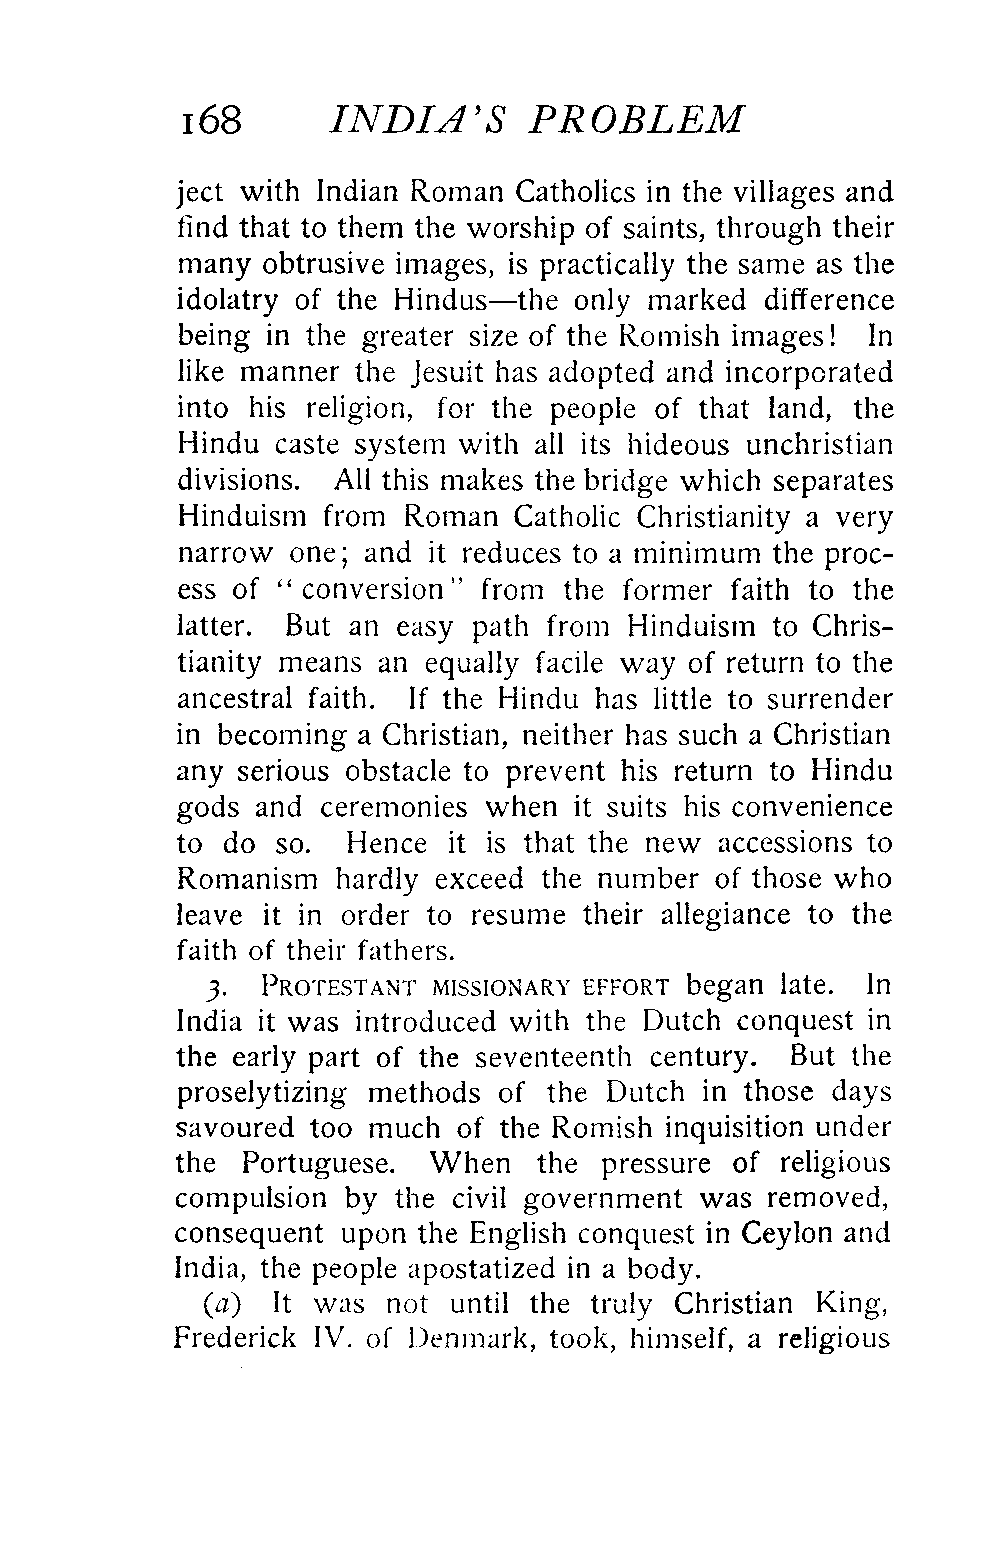 168 INDIA'S PROBLEM
ject with Indian Roman Catholics in the villages and
find that to them the worship of saints, through their
many obtrusive images, is practically the same as the
idolatry of the Hindus—the only marked difference
being in the greater size of the Romish images! In
like manner the Jesuit has adopted and incorporated
into his religion, for the people of that land, the
Hindu caste system with all its hideous unchristian
divisions. All this makes the bridge which separates
Hinduism from Roman Catholic Christianity a very
narrow one; and it reduces to a minimum the proc-
ess of "conversion" from the former faith to the
latter. But an easy path from Hinduism to Chris-
tianity means an equally facile way of return to the
ancestral faith. If the Hindu has little to surrender
in becoming a Christian, neither has such a Christian
any serious obstacle to prevent his return to Hindu
gods and ceremonies when it suits his convenience
to do so. Hence it is that the new accessions to
Romanism hardly exceed the number of those who
leave it in order to resume their allegiance to the
faith of their fathers.
3. PROTESTANT MISSIONARY EFFORT began late. In
India it was introduced with the Dutch conquest in
the early part of the seventeenth century. But the
proselytizing methods of the Dutch in those days
savoured too much of the Romish inquisition under
the Portuguese. When the pressure of religious
compulsion by the civil government was removed,
consequent upon the English conquest in Ceylon and
India, the people apostatized in a body.
(a) It was not until the truly Christian King,
Frederick IV. of Denmark, took, himself, a religious